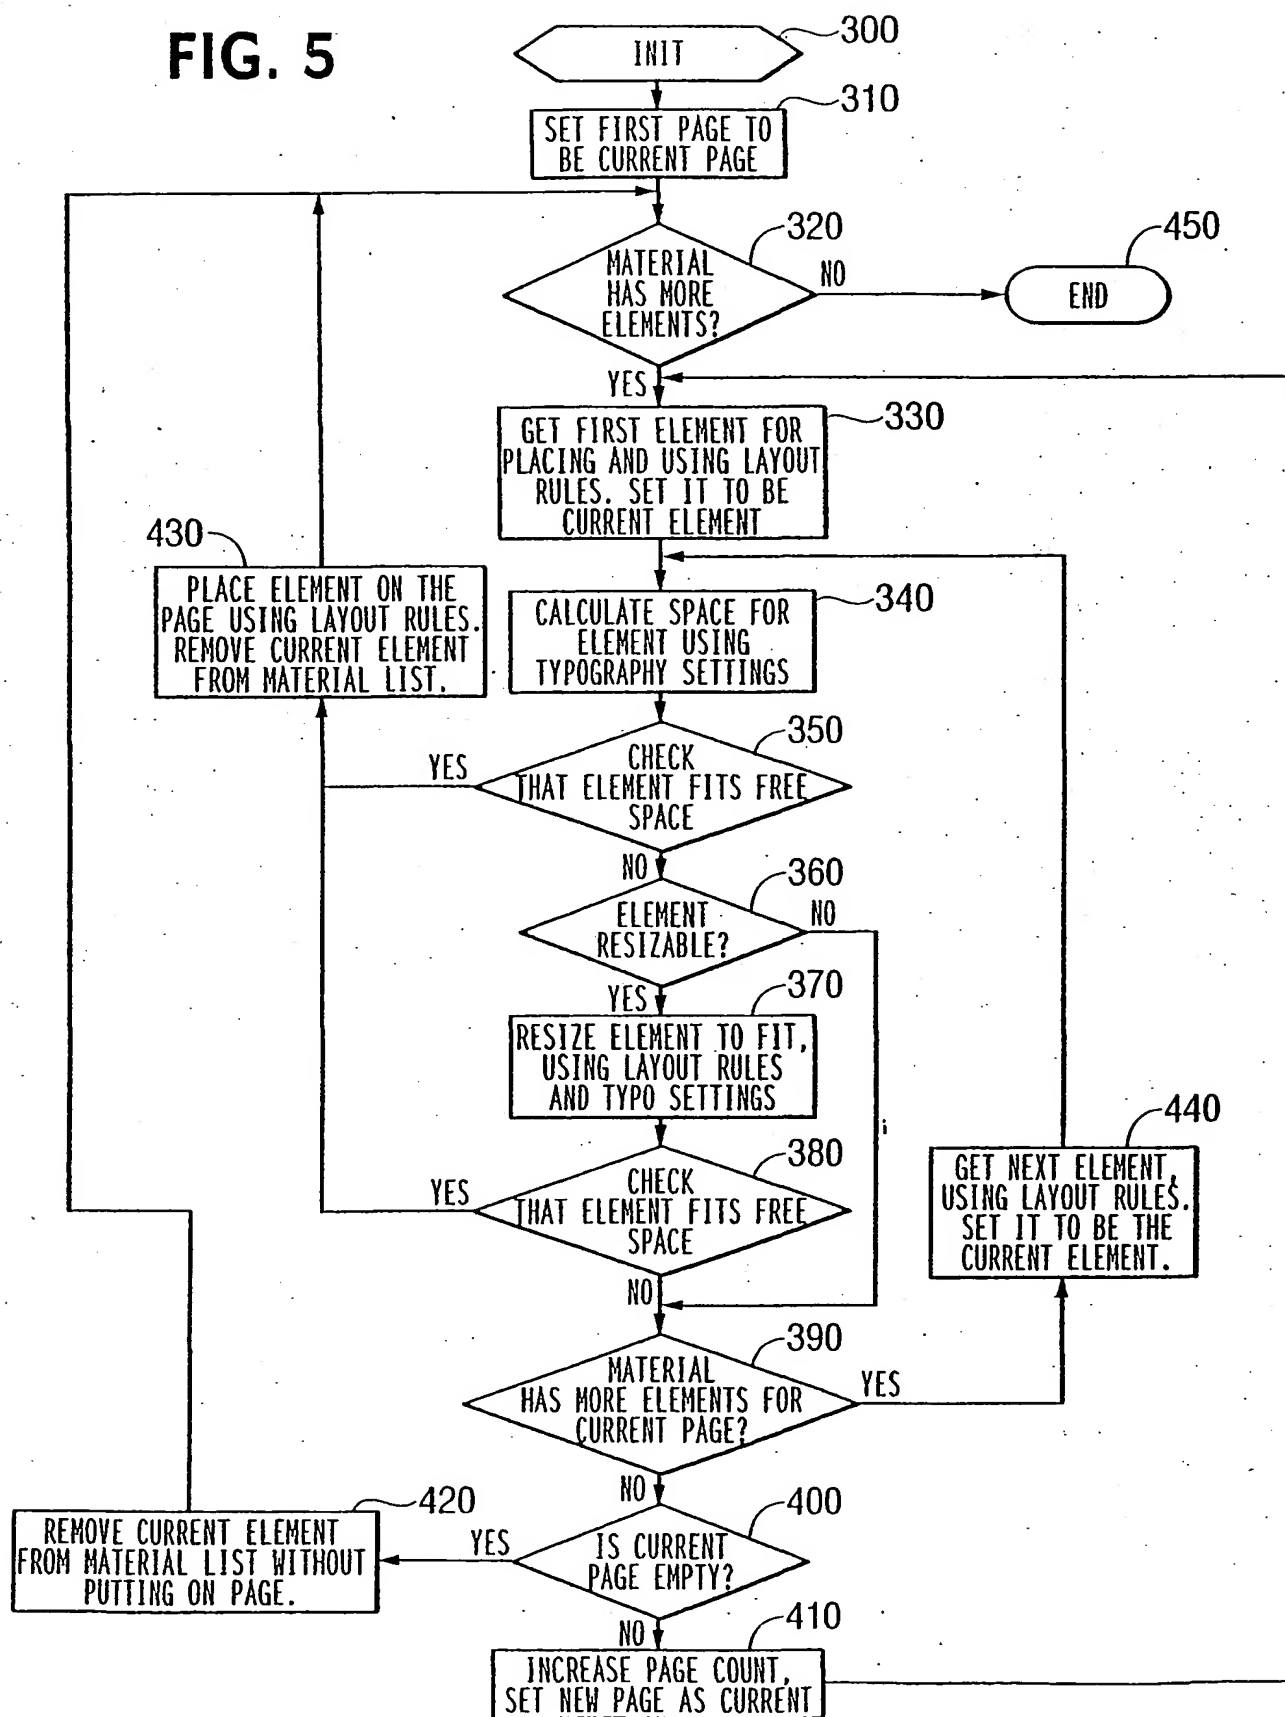 FIG. 5
INIT
300
310
SET FIRST PAGE TO
BE CURRENT PAGE
320
MATERIAL
HAS MORE
ELEMENTS?
NO
450
END
YES
330
GET FIRST ELEMENT FOR
PLACING AND USING LAYOUT
RULES. SET IT TO BE
CURRENT ELEMENT
430
PLACE ELEMENT ON THE
PAGE USING LAYOUT RULES.
REMOVE CURRENT ELEMENT
FROM MATERIAL LIST.
340
CALCULATE SPACE FOR
ELEMENT USING
TYPOGRAPHY SETTINGS
350
YES
CHECK
THAT ELEMENT FITS FREE
SPACE
NO
360
ELEMENT
RESIZABLE?
NO
YES
370
RESIZE ELEMENT TO FIT,
USING LAYOUT RULES
AND TYPO SETTINGS
380
YES
CHECK
THAT ELEMENT FITS FREE
SPACE
NO
440
GET NEXT ELEMENT,
USING LAYOUT RULES.
SET IT TO BE THE
CURRENT ELEMENT.
390
MATERIAL
HAS MORE ELEMENTS FOR
CURRENT PAGE?
YES
NO
400
IS CURRENT
PAGE EMPTY?
YES
420
REMOVE CURRENT ELEMENT
FROM MATERIAL LIST WITHOUT
PUTTING ON PAGE.
NO
410
INCREASE PAGE COUNT,
SET NEW PAGE AS CURRENT